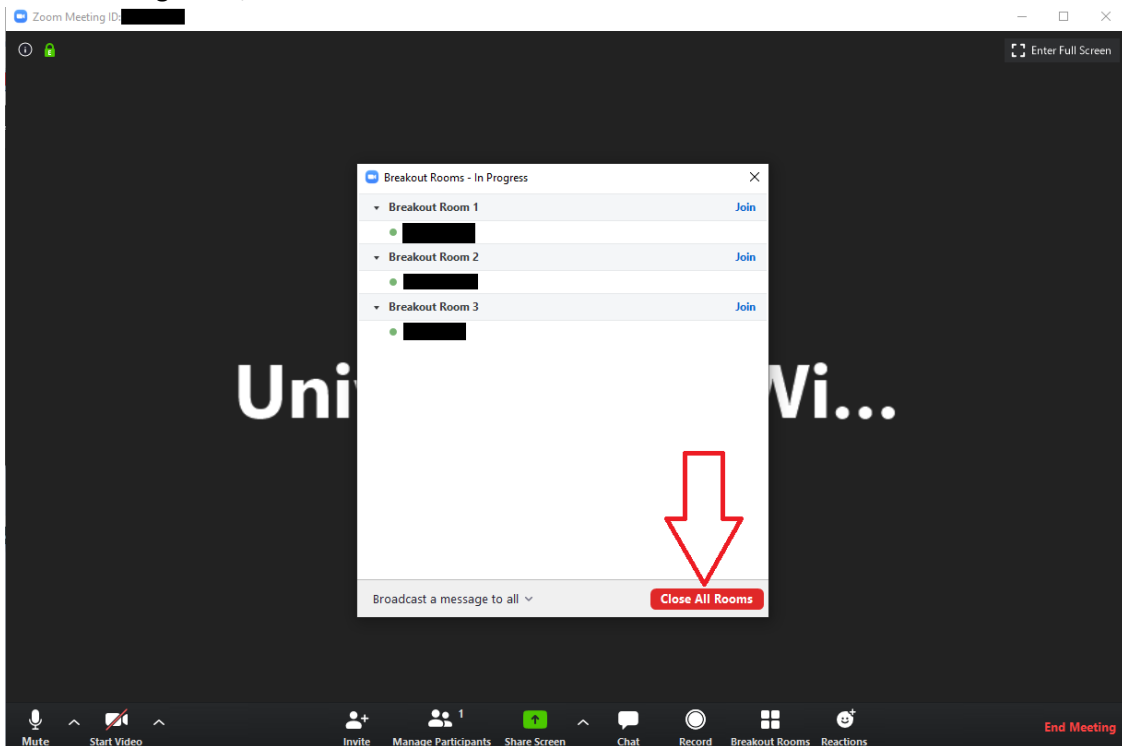 Zoom Meeting ID:
Enter Full Screen
Breakout Rooms - In Progress
Breakout Room 1 Join
Breakout Room 2 Join
Breakout Room 3 Join
Uni Wi...
Broadcast a message to all Close All Rooms
1
Mute Start Video Invite Manage Participants Share Screen Chat Record Breakout Rooms Reactions End Meeting